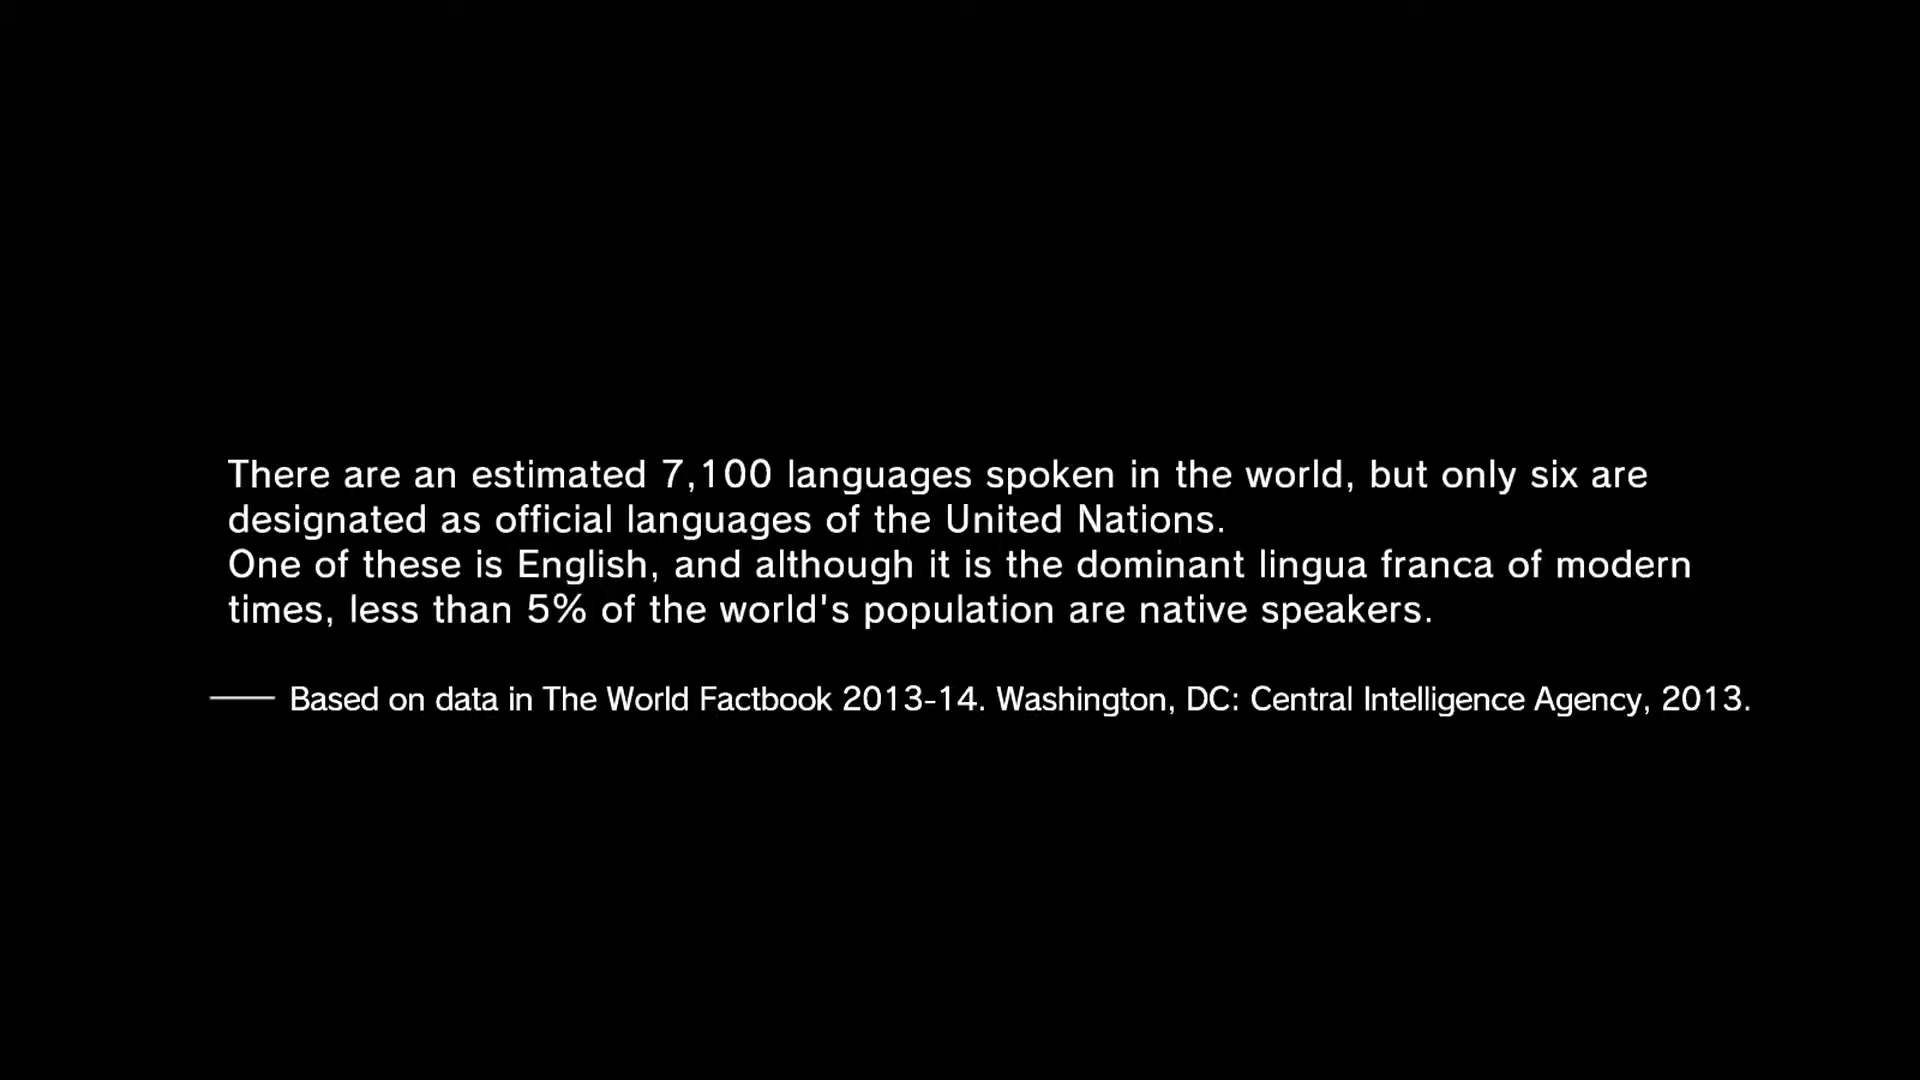 There are an estimated 7,100 languages spoken in the world, but only six are
designated as official languages of the United Nations.
One of these is English, and although it is the dominant lingua franca of modern
times, less than 5% of the world's population are native speakers.
—— Based on data in The World Factbook 2013-14. Washington, DC: Central Intelligence Agency, 2013.